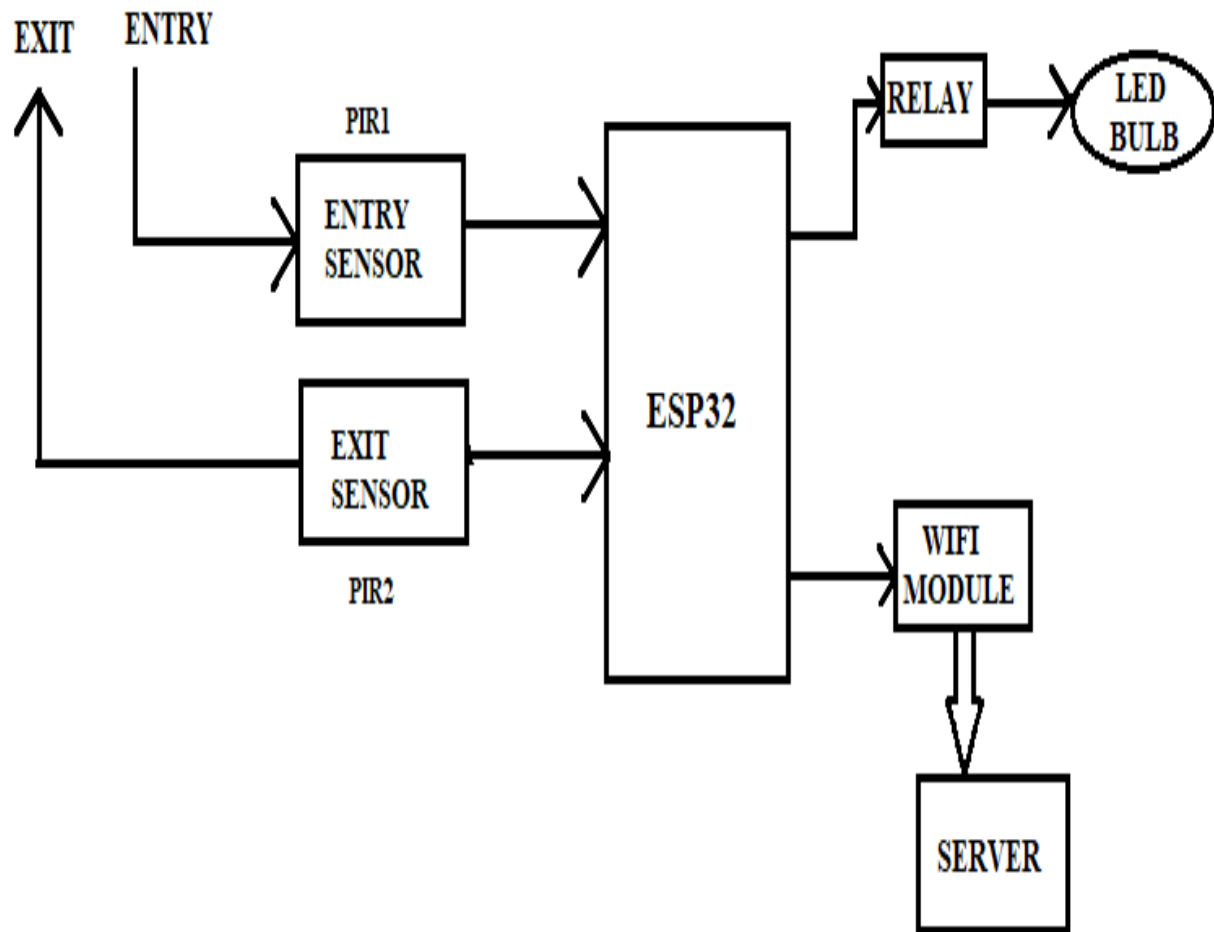 EXIT
ENTRY
PIR1
ENTRY
SENSOR
EXIT
SENSOR
PIR2
ESP32
RELAY
LED
BULB
WIFI
MODULE
SERVER